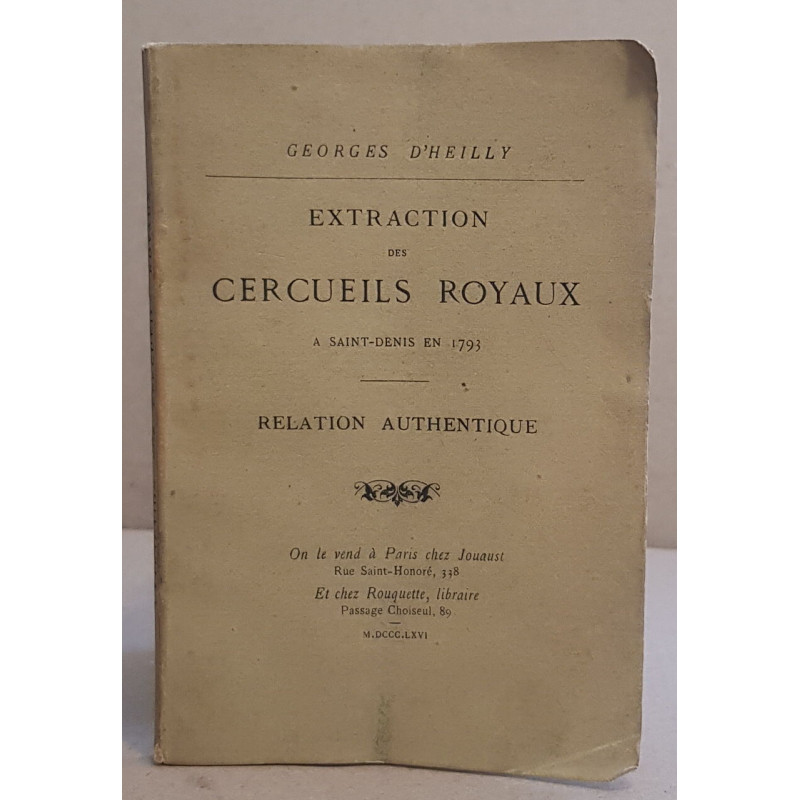 GEORGES D'HEILLY
EXTRACTION
DES
CERCUEILS ROYAUX
A SAINT-DENIS EN 1793
RELATION AUTHENTIQUE
On le vend à Paris chez Jouaust
Rue Saint-Honoré, 338
Et chez Rouquette, libraire
Passage Choiseul, 89
M.DCCC.LXVI